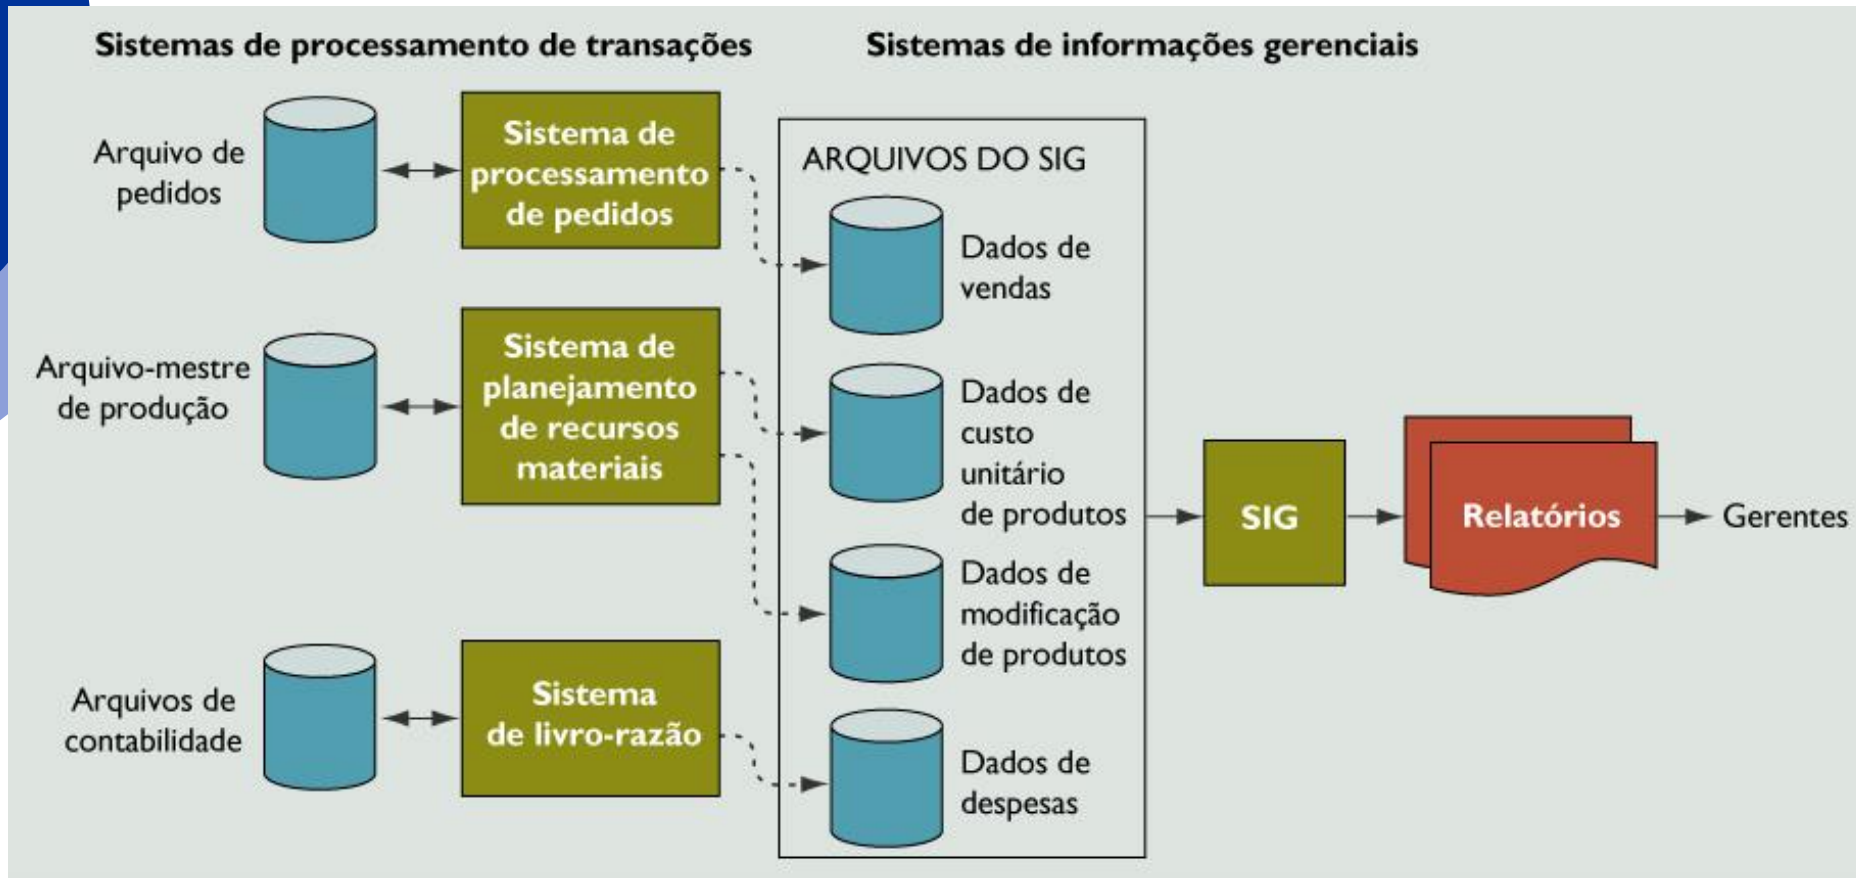 Sistemas de processamento de transações
Sistemas de informações gerenciais
Arquivo de
pedidos
Sistema de
processamento
de pedidos
Arquivo-mestre
de produção
Sistema de
planejamento
de recursos
materiais
Arquivos de
contabilidade
Sistema
de livro-razão
ARQUIVOS DO SIG
Dados de
vendas
Dados de
custo
unitário
de produtos
Dados de
modificação
de produtos
Dados de
despesas
SIG
Relatórios
Gerentes